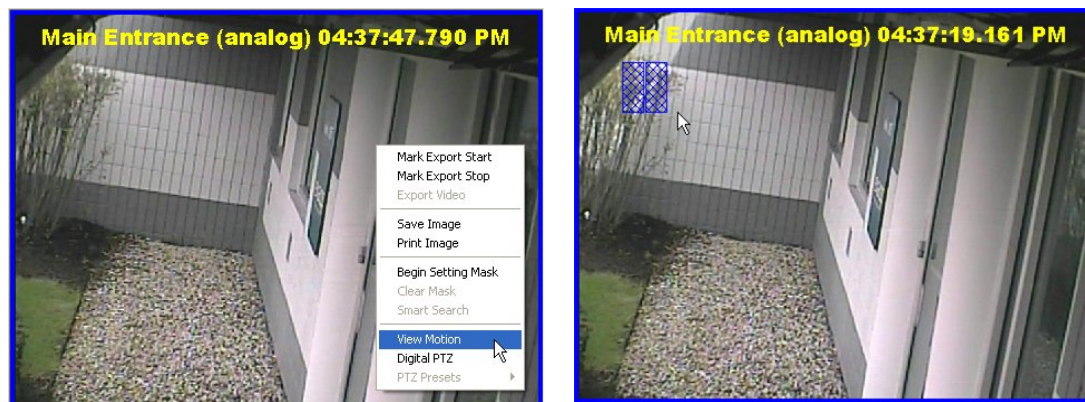 Main Entrance (analog) 04:37:47.790 PM
Mark Export Start
Mark Export Stop
Export Video
Save Image
Print Image
Begin Setting Mask
Clear Mask
Smart Search
View Motion
Digital PTZ
PTZ Presets
Main Entrance (analog) 04:37:19.161 PM